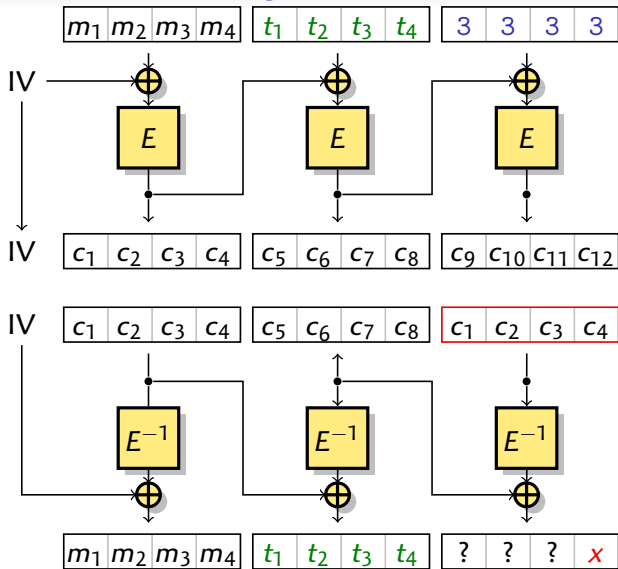 m₁ m₂ m₃ m₄ t₁ t₂ t₃ t₄ 3 3 3 3
IV
E E E
IV c₁ c₂ c₃ c₄ c₅ c₆ c₇ c₈ c₉ c₁₀ c₁₁ c₁₂
IV c₁ c₂ c₃ c₄ c₅ c₆ c₇ c₈ c₁ c₂ c₃ c₄
E⁻¹ E⁻¹ E⁻¹
m₁ m₂ m₃ m₄ t₁ t₂ t₃ t₄ ? ? ? x